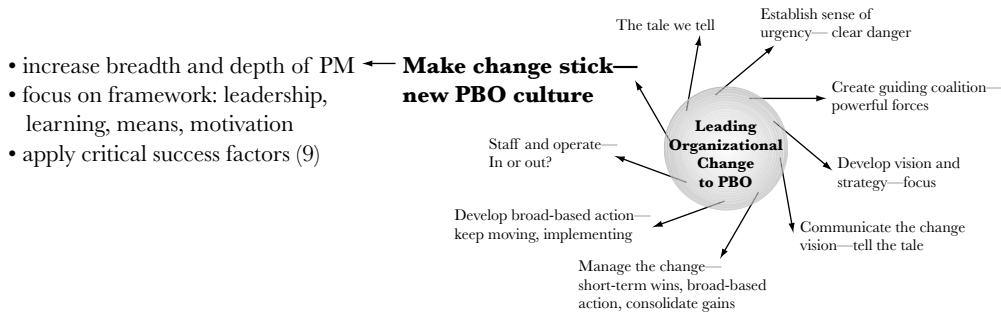 • increase breadth and depth of PM
• focus on framework: leadership,
learning, means, motivation
• apply critical success factors (9)
Make change stick—
new PBO culture
The tale we tell
Establish sense of
urgency— clear danger
Create guiding coalition—
powerful forces
Develop vision and
strategy—focus
Communicate the change
vision—tell the tale
Manage the change—
short-term wins, broad-based
action, consolidate gains
Develop broad-based action—
keep moving, implementing
Staff and operate—
In or out?
Leading
Organizational
Change
to PBO